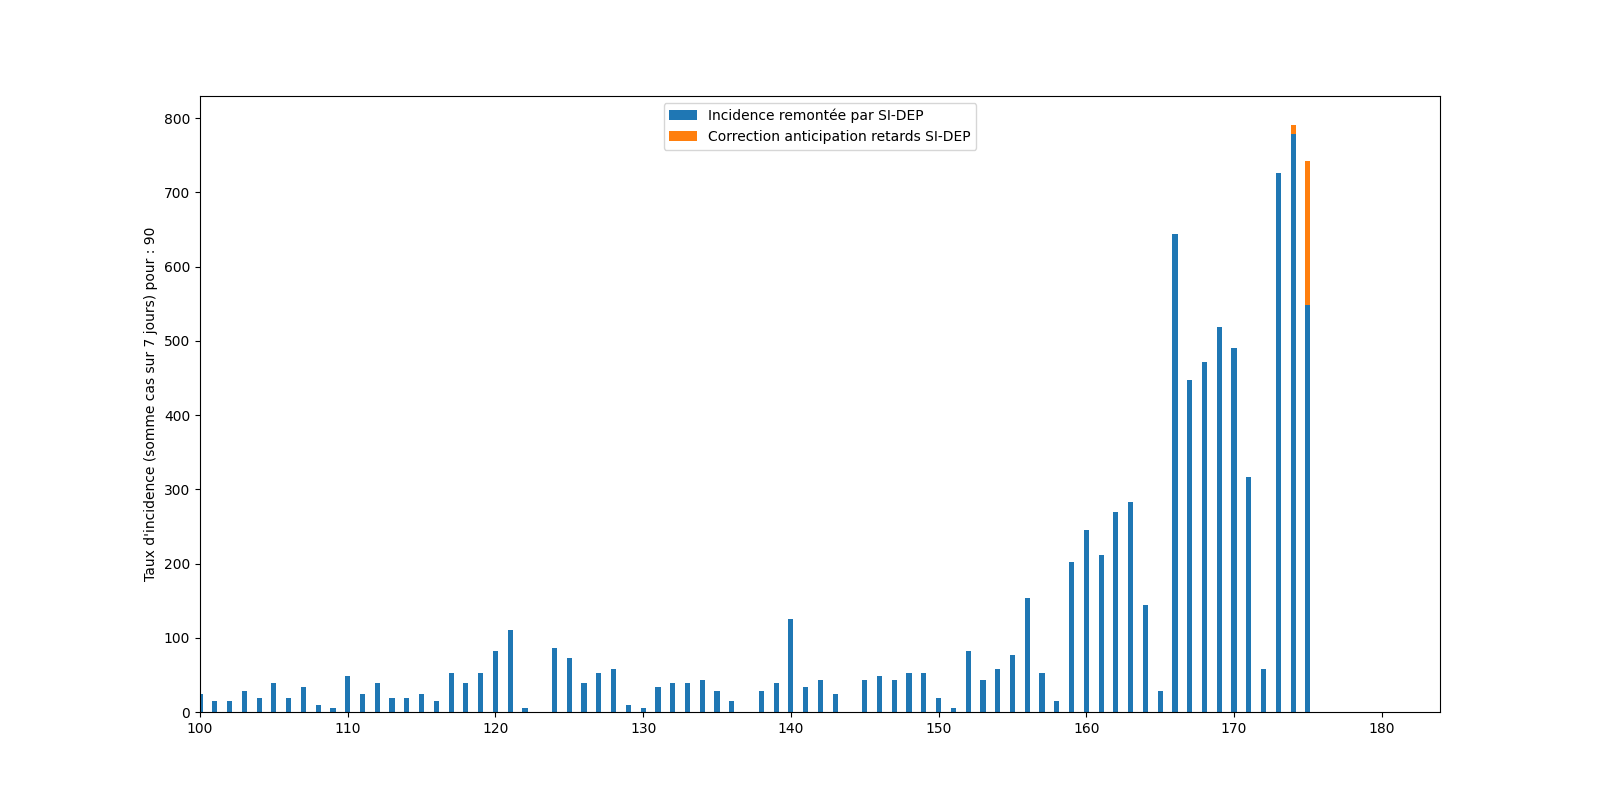 Incidence remontée par SI-DEP
Correction anticipation retards SI-DEP
Taux d'incidence (somme cas sur 7 jours) pour : 90
800
700
600
500
400
300
200
100
0
100 110 120 130 140 150 160 170 180